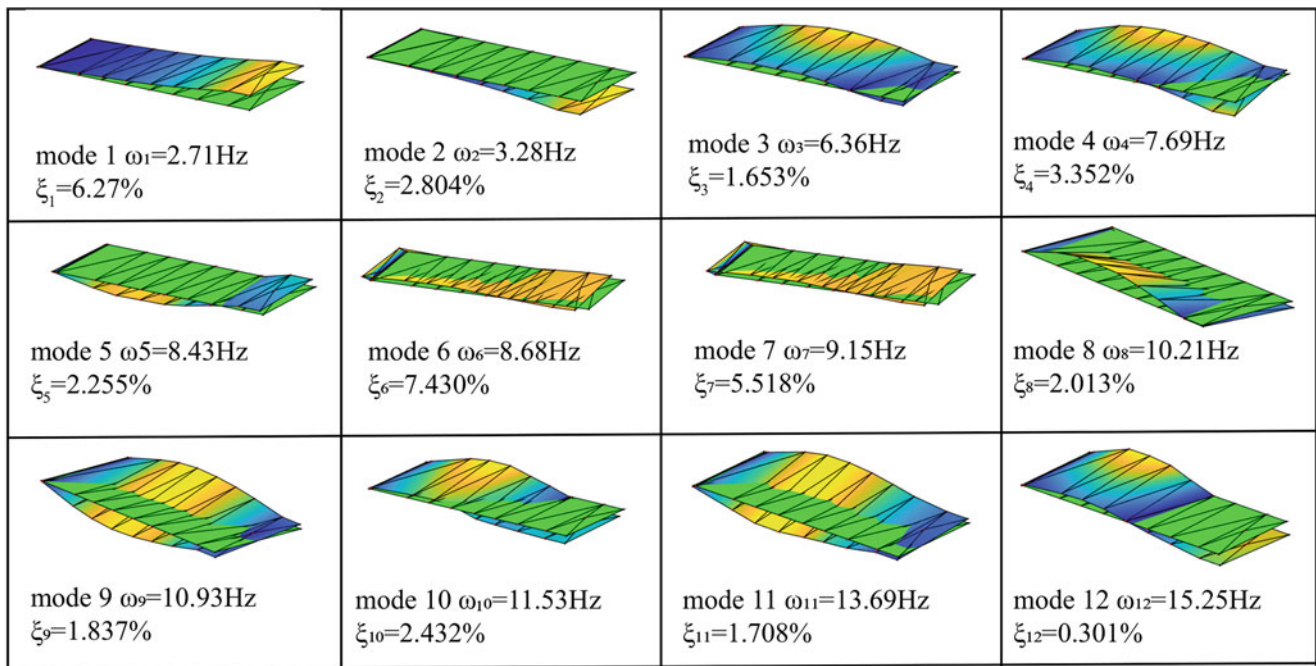 mode 1 ω₁=2.71Hz
ξ₁=6.27%
mode 2 ω₂=3.28Hz
ξ₂=2.804%
mode 3 ω₃=6.36Hz
ξ₃=1.653%
mode 4 ω₄=7.69Hz
ξ₄=3.352%
mode 5 ω5=8.43Hz
ξ₅=2.255%
mode 6 ω₆=8.68Hz
ξ₆=7.430%
mode 7 ω₇=9.15Hz
ξ₇=5.518%
mode 8 ω₈=10.21Hz
ξ₈=2.013%
mode 9 ω₉=10.93Hz
ξ₉=1.837%
mode 10 ω₁₀=11.53Hz
ξ₁₀=2.432%
mode 11 ω₁₁=13.69Hz
ξ₁₁=1.708%
mode 12 ω₁₂=15.25Hz
ξ₁₂=0.301%